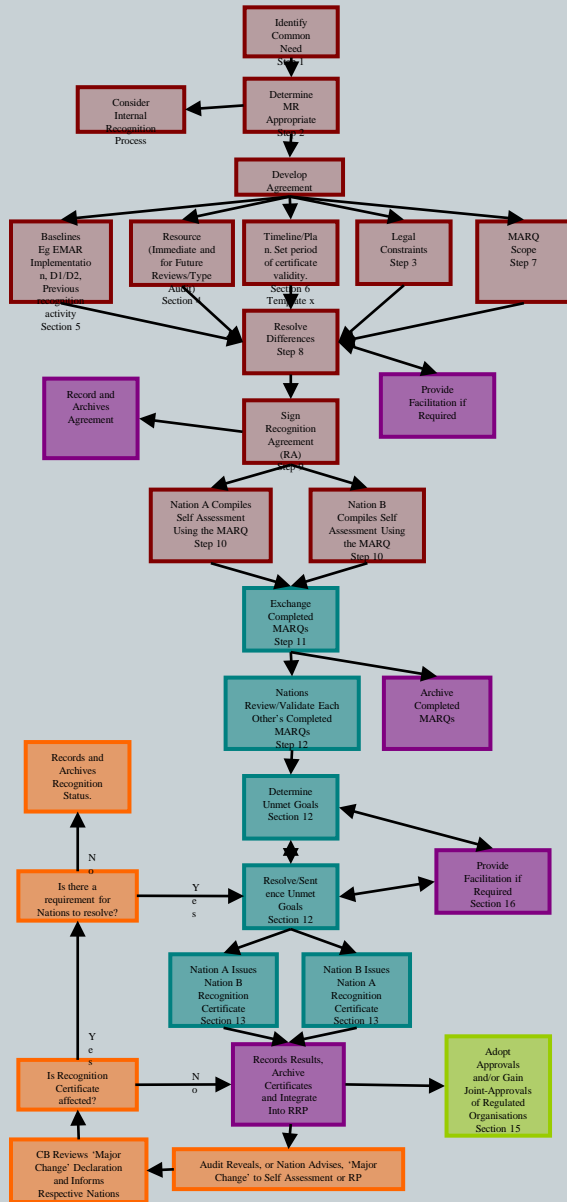 Identify
Common
Need
Step 1
Consider
Internal
Recognition
Process
Determine
MR
Appropriate
Step 2
Develop
Agreement
Baselines
Eg EMAR
Implementatio
n, D1/D2,
Previous
recognition
activity
Section 5
Resource
(Immediate and
for Future
Reviews/Type
Audit)
Section 4
Timeline/Pla
n. Set period
of certificate
validity.
Section 6
Template x
Legal
Constraints
Step 3
MARQ
Scope
Step 7
Resolve
Differences
Step 8
Record and
Archives
Agreement
Provide
Facilitation if
Required
Sign
Recognition
Agreement
(RA)
Step 9
Nation A Compiles
Self Assessment
Using the MARQ
Step 10
Nation B
Compiles Self
Assessment Using
the MARQ
Step 10
Exchange
Completed
MARQs
Step 11
Nations
Review/Validate Each
Other's Completed
MARQs
Step 12
Archive
Completed
MARQs
Records and
Archives
Recognition
Status.
Determine
Unmet Goals
Section 12
No
Is there a
requirement for
Nations to resolve?
Yes
Resolve/Sent
ence Unmet
Goals
Section 12
Provide
Facilitation if
Required
Section 16
Nation A Issues
Nation B
Recognition
Certificate
Section 13
Nation B Issues
Nation A
Recognition
Certificate
Section 13
Yes
Is Recognition
Certificate
affected?
No
Records Results,
Archive
Certificates
and Integrate
Into RRP
Adopt
Approvals
and/or Gain
Joint-Approvals
of Regulated
Organisations
Section 15
CB Reviews 'Major
Change' Declaration
and Informs
Respective Nations
Audit Reveals, or Nation Advises, 'Major
Change' to Self Assessment or RP